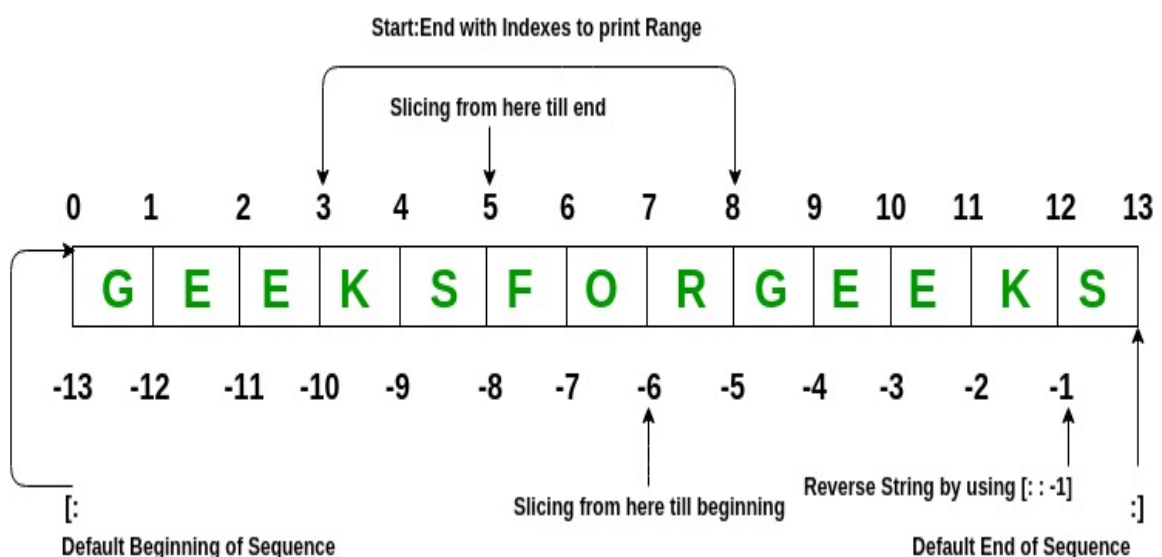 Start:End with Indexes to print Range
Slicing from here till end
0 1 2 3 4 5 6 7 8 9 10 11 12 13
G E E K S F O R G E E K S
-13 -12 -11 -10 -9 -8 -7 -6 -5 -4 -3 -2 -1
Reverse String by using [: : -1]
[: Slicing from here till beginning :]
Default Beginning of Sequence Default End of Sequence